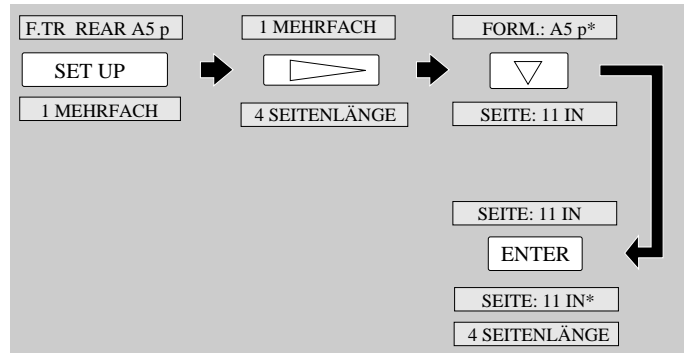 F.TR REAR A5 p
SET UP
1 MEHRFACH
1 MEHRFACH
4 SEITENLÄNGE
FORM.: A5 p*
SEITE: 11 IN
SEITE: 11 IN
ENTER
SEITE: 11 IN*
4 SEITENLÄNGE